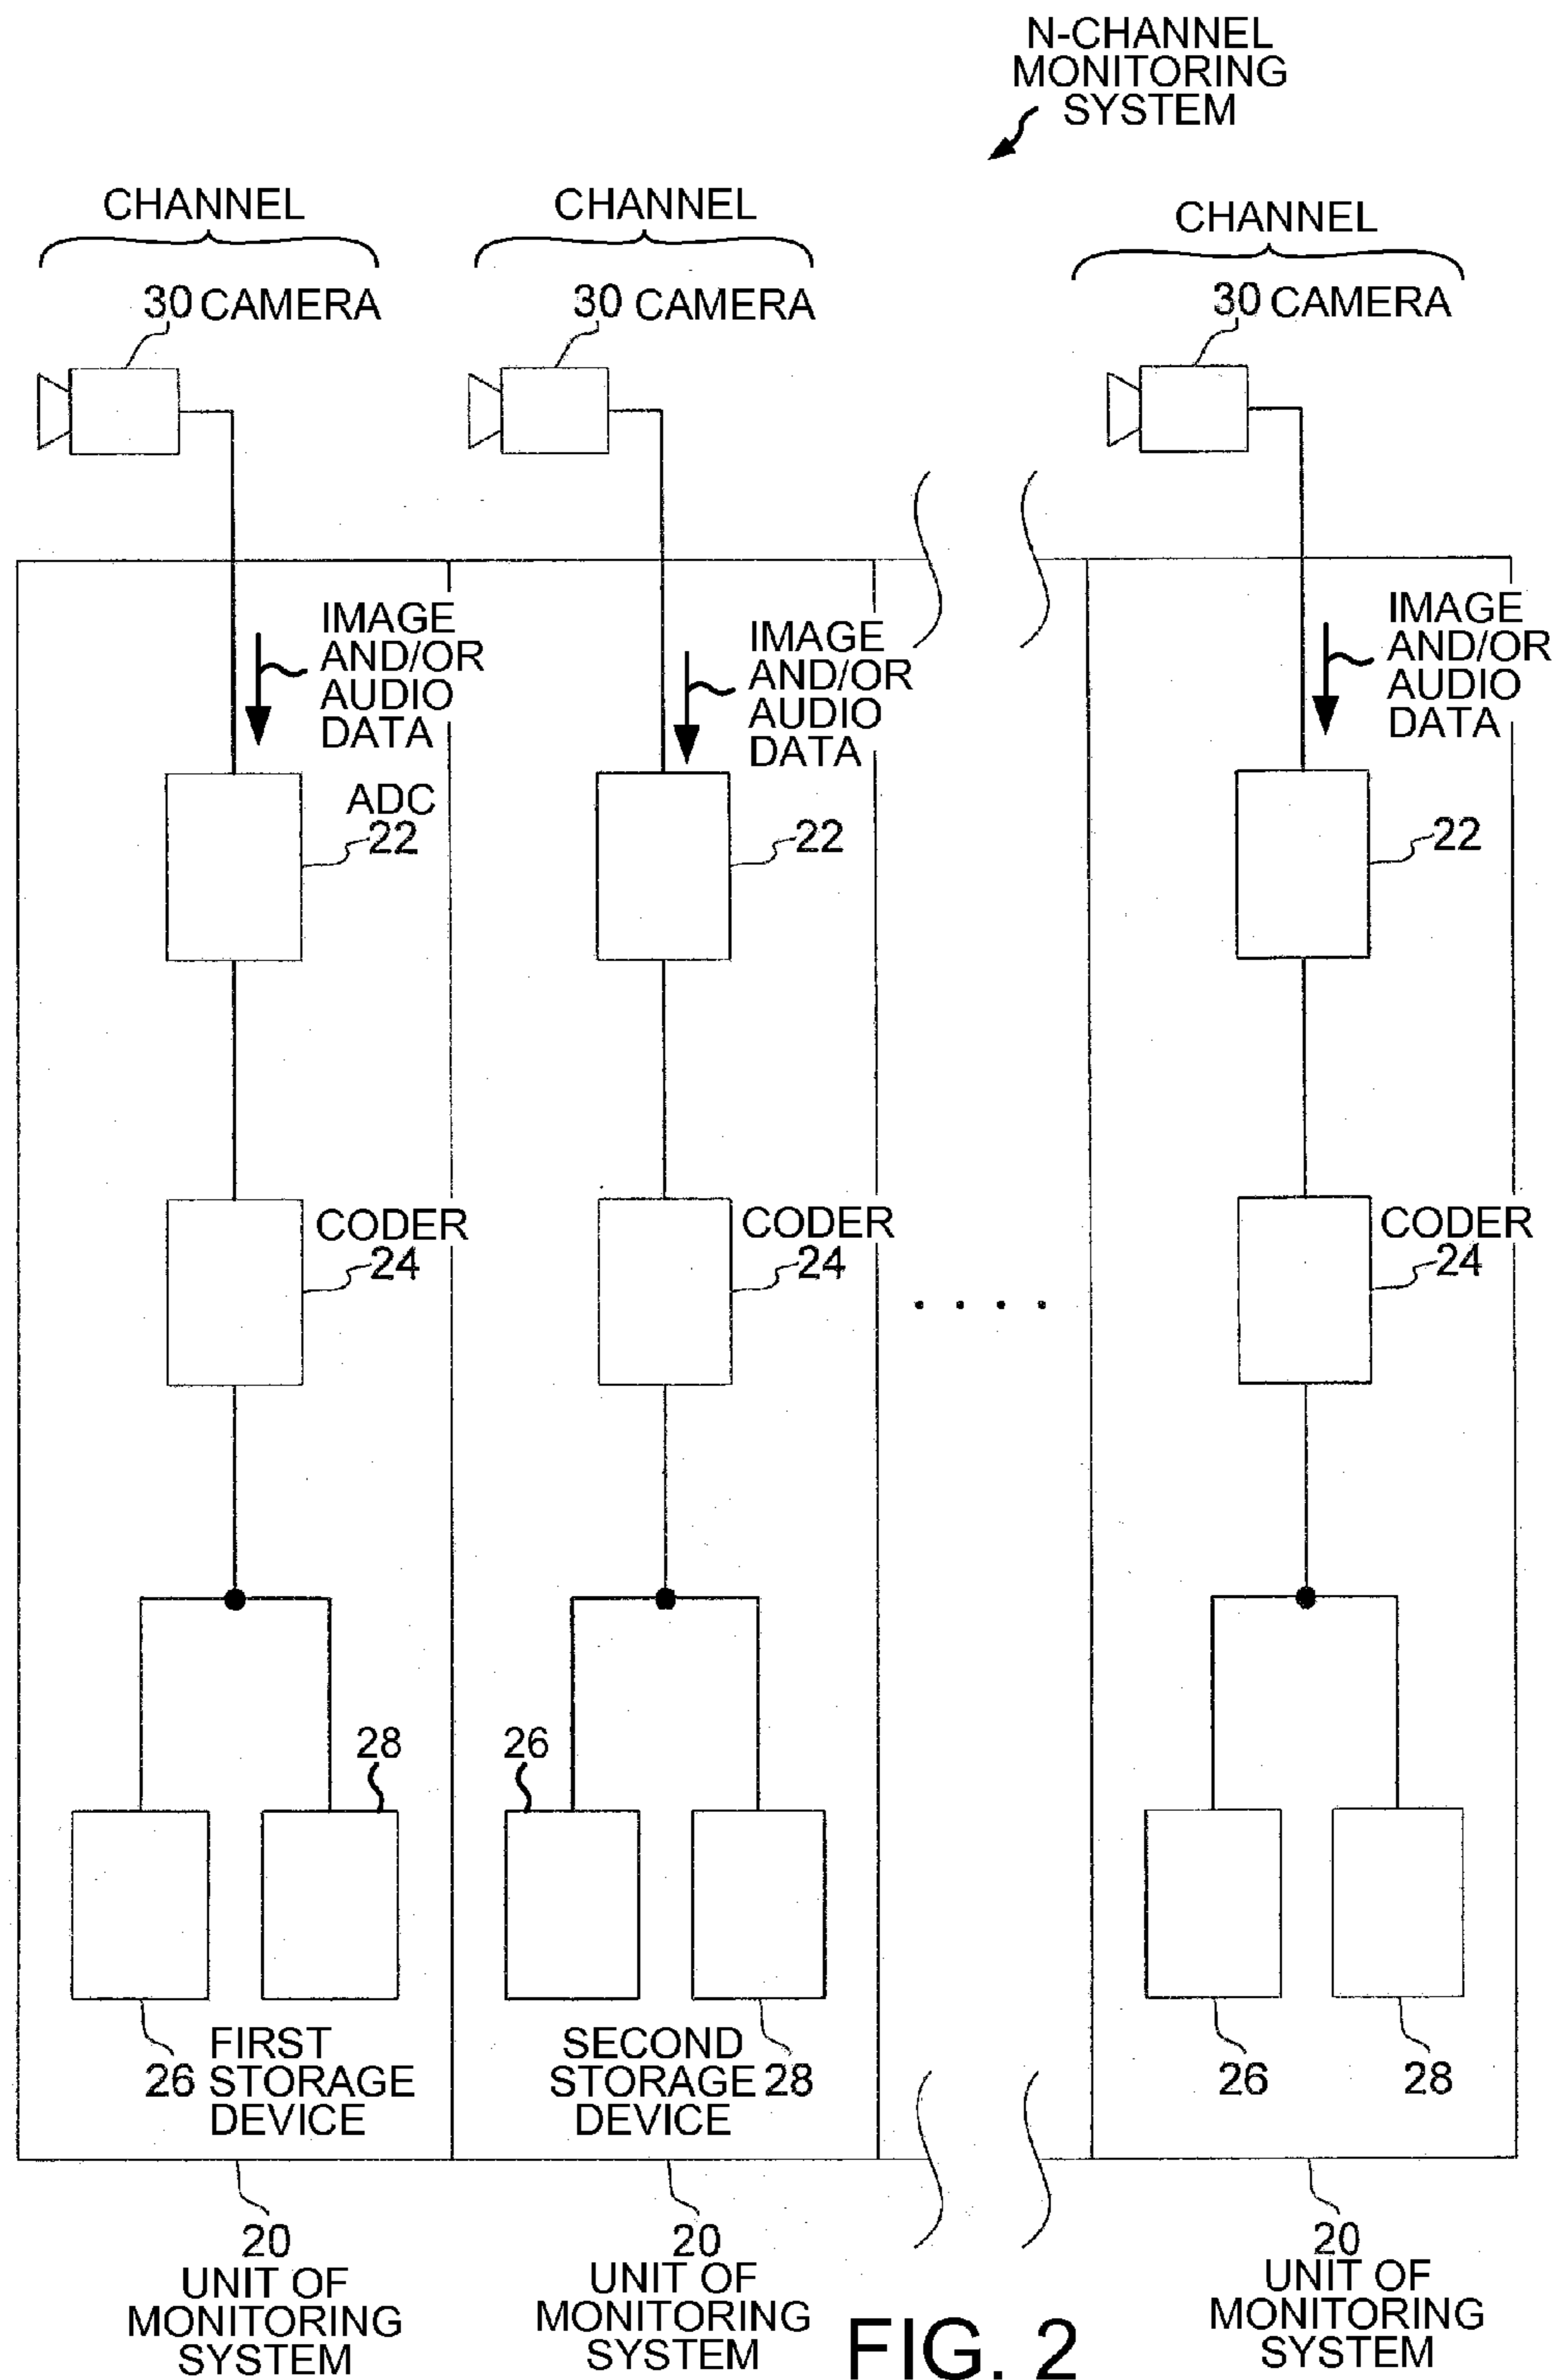 N-CHANNEL
MONITORING
SYSTEM
CHANNEL
CHANNEL
CHANNEL
30 CAMERA
30 CAMERA
30 CAMERA
IMAGE
AND/OR
AUDIO
DATA
IMAGE
AND/OR
AUDIO
DATA
IMAGE
AND/OR
AUDIO
DATA
ADC
22
22
22
CODER
24
CODER
24
CODER
24
. . . .
28
26
FIRST
26 STORAGE
DEVICE
SECOND
STORAGE 28
DEVICE
26
28
20
UNIT OF
MONITORING
SYSTEM
20
UNIT OF
MONITORING
SYSTEM
20
UNIT OF
MONITORING
SYSTEM
FIG. 2